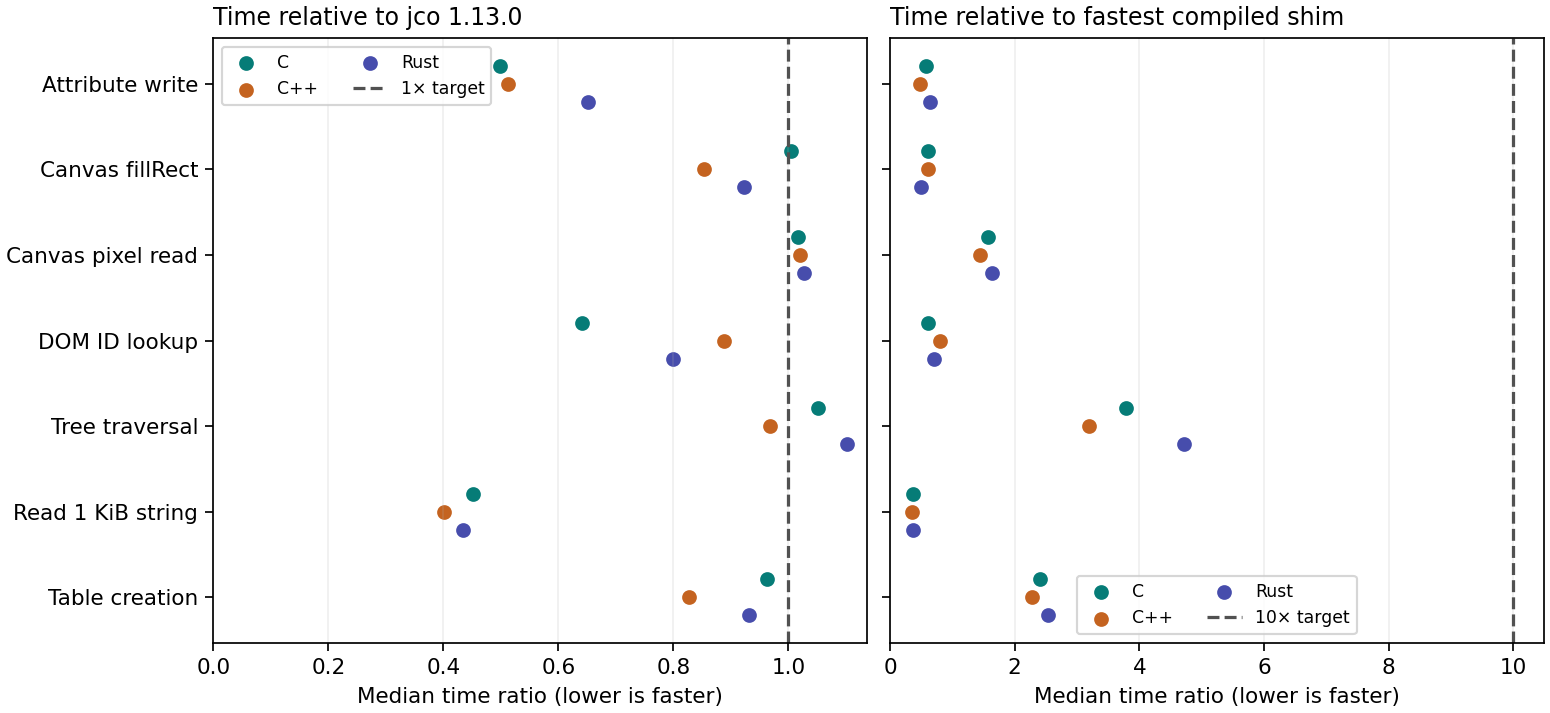 Time relative to jco 1.13.0
C
Rust
C++
1× target
Attribute write
Canvas fillRect
Canvas pixel read
DOM ID lookup
Tree traversal
Read 1 KiB string
Table creation
0.0 0.2 0.4 0.6 0.8 1.0
Median time ratio (lower is faster)
Time relative to fastest compiled shim
C
Rust
C++
10× target
0 2 4 6 8 10
Median time ratio (lower is faster)